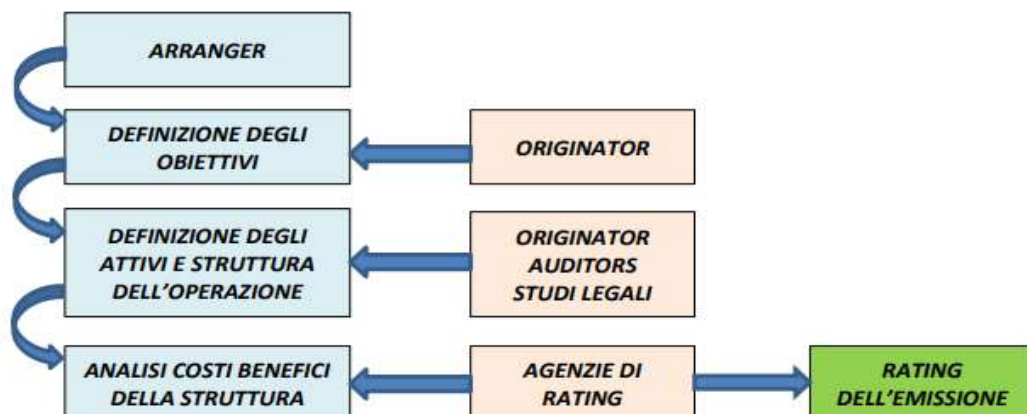 ARRANGER
DEFINIZIONE DEGLI
OBIETTIVI
ORIGINATOR
DEFINIZIONE DEGLI
ATTIVI E STRUTTURA
DELL'OPERAZIONE
ORIGINATOR
AUDITORS
STUDI LEGALI
ANALISI COSTI BENEFICI
DELLA STRUTTURA
AGENZIE DI
RATING
RATING
DELL'EMISSIONE